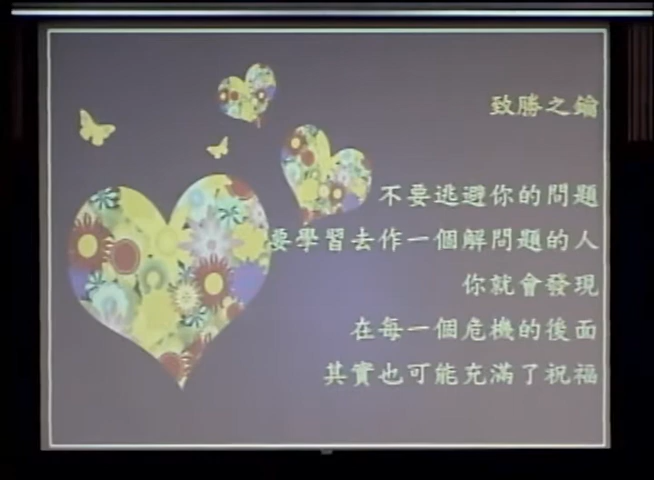 致勝之鑰
不要逃避你的問題
要學習去作一個解問題的人
你就會發現
在每一個危機的後面
其實也可能充滿了祝福